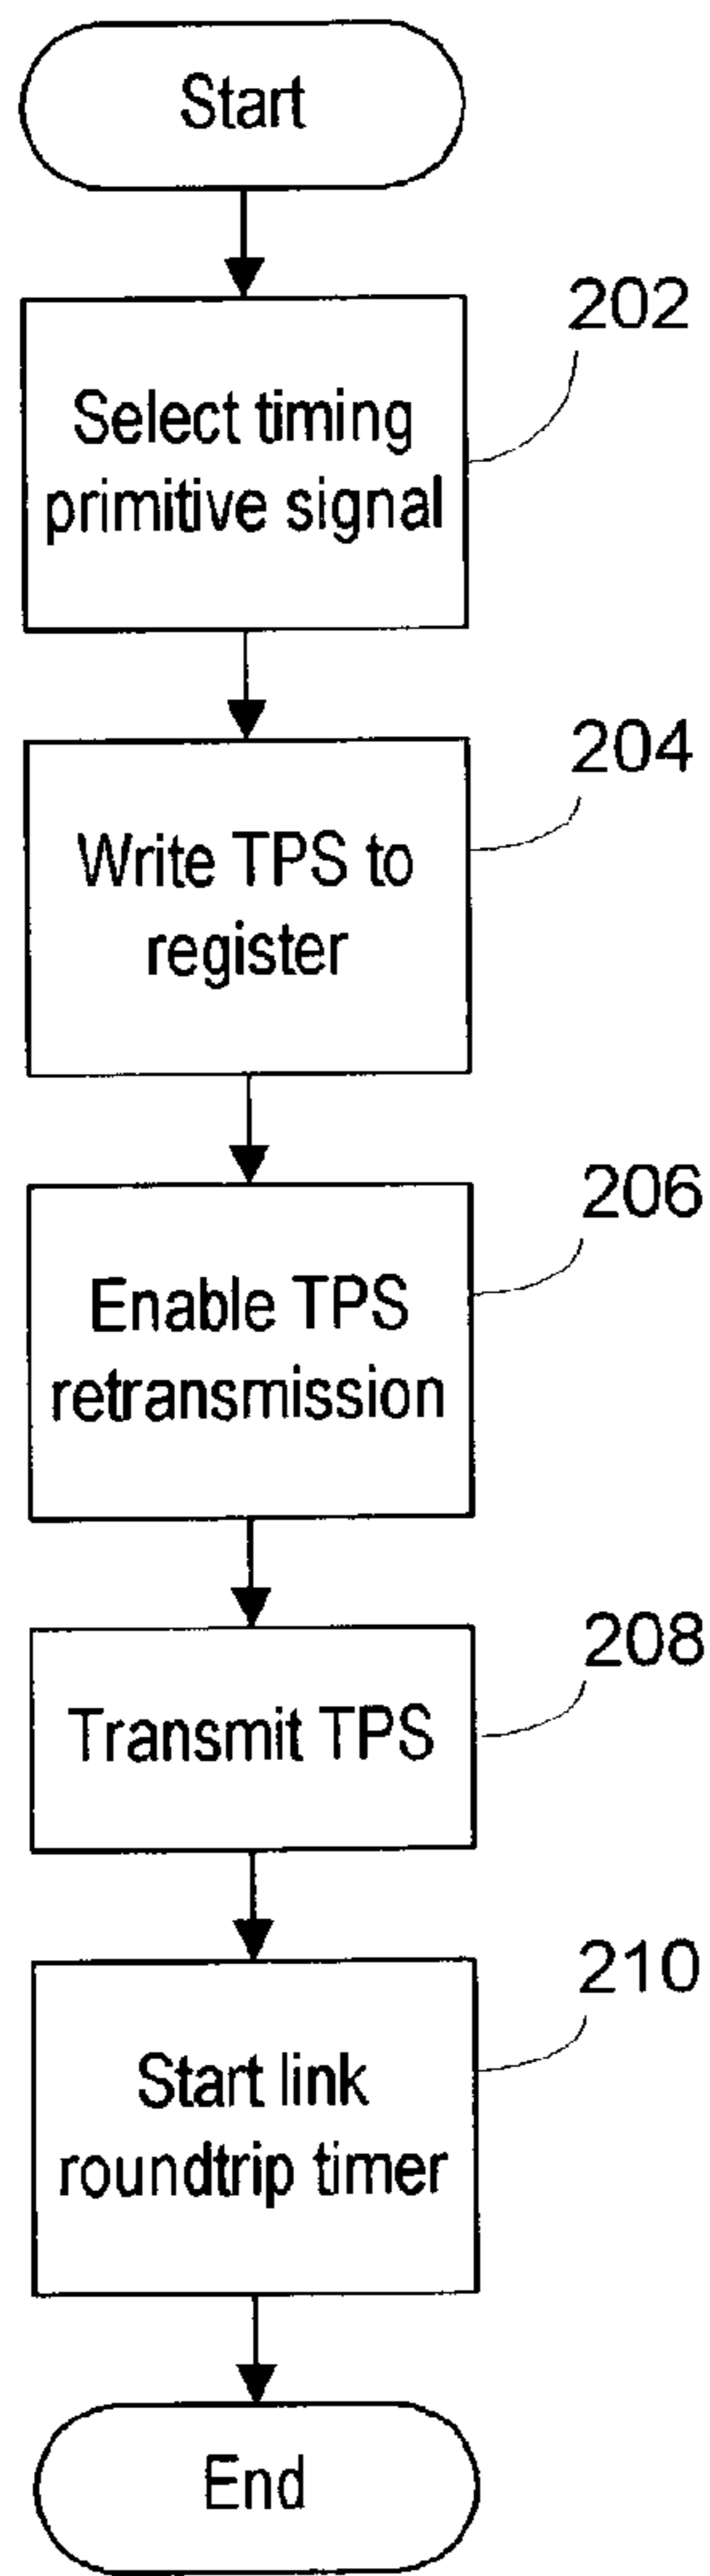 Start
202
Select timing
primitive signal
204
Write TPS to
register
206
Enable TPS
retransmission
208
Transmit TPS
210
Start link
roundtrip timer
End